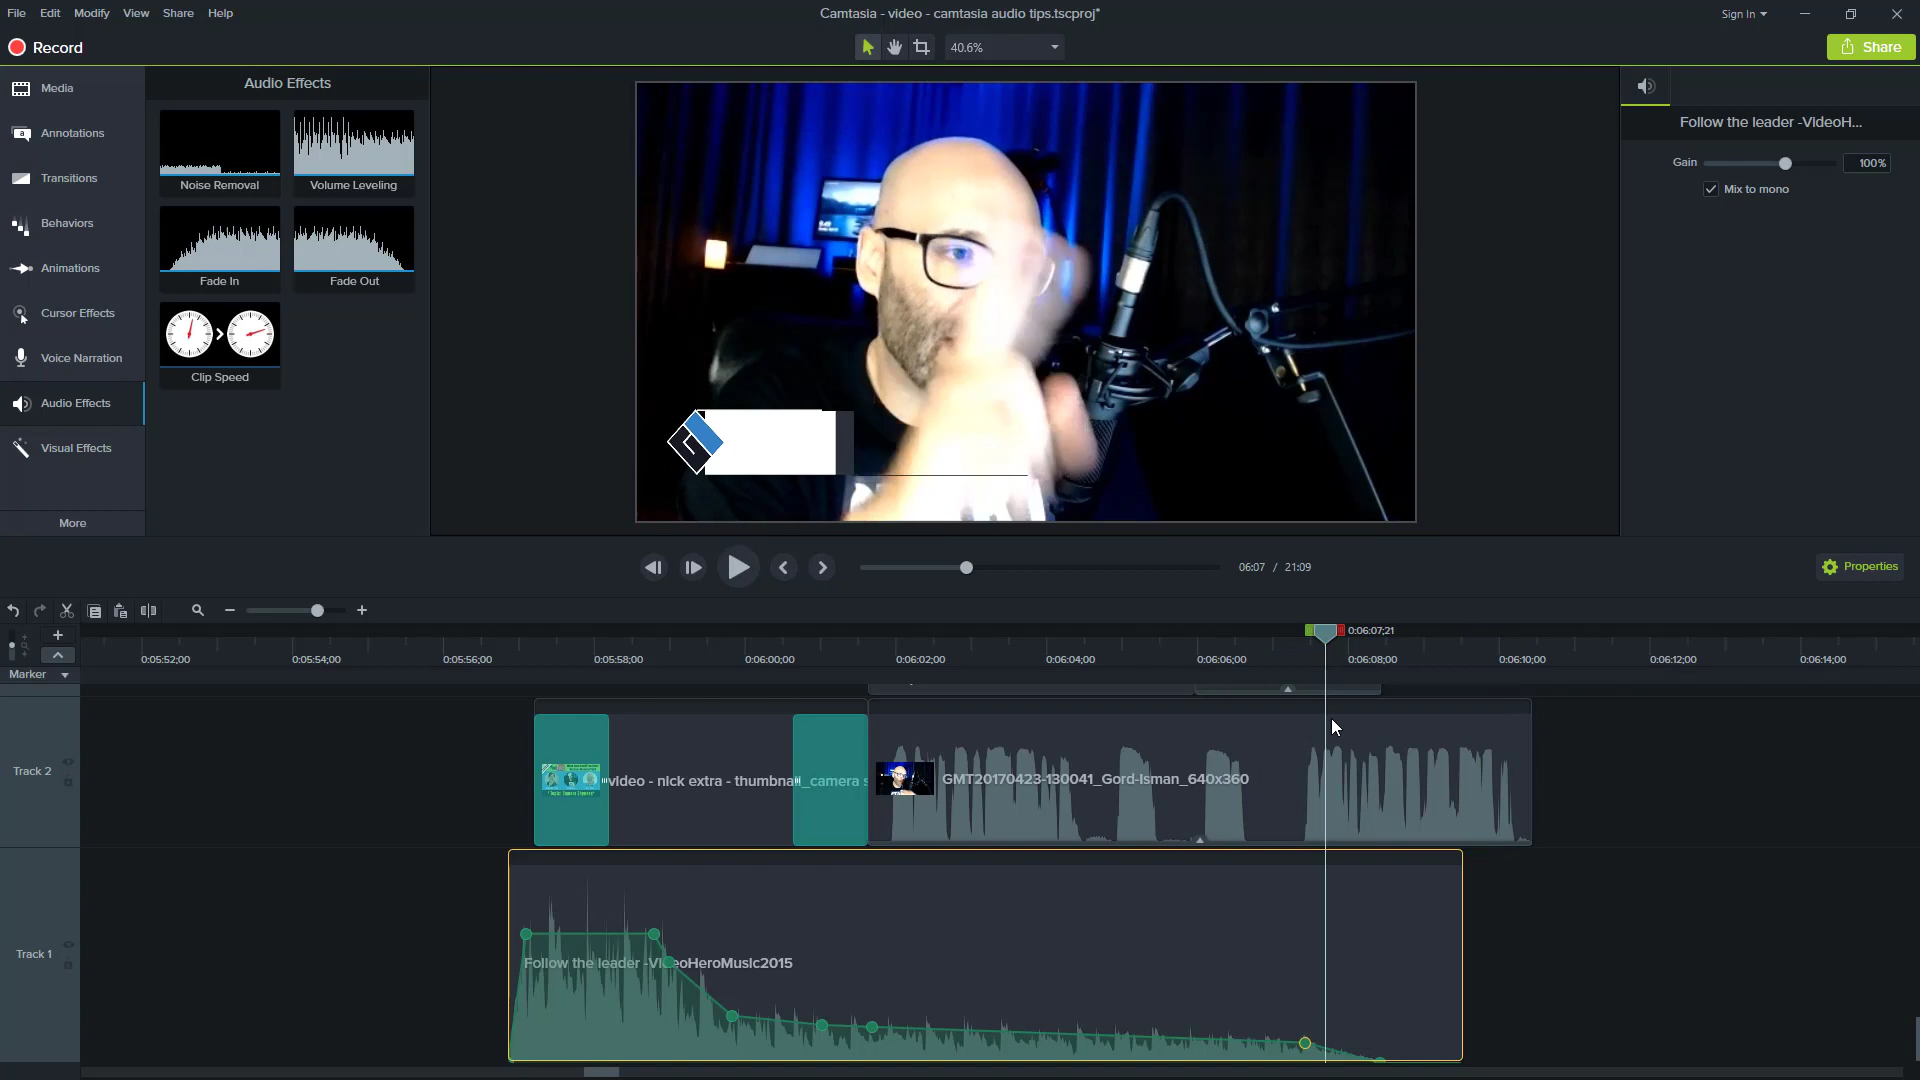 File Edit Modify View Share Help
Camtasia - video - camtasia audio tips.tscproj*
Sign In
Record
40.6%
Share
Media
Annotations
Transitions
Behaviors
Animations
Cursor Effects
Voice Narration
Audio Effects
Visual Effects
More
Audio Effects
Noise Removal
Volume Leveling
Fade In
Fade Out
Clip Speed
Follow the leader -VideoH...
Gain 100%
Mix to mono
06:07 / 21:09
Properties
0:06:07;21
0:05:52;00 0:05:54;00 0:05:56;00 0:05:58;00 0:06:00;00 0:06:02;00 0:06:04;00 0:06:06;00 0:06:08;00 0:06:10;00 0:06:12;00 0:06:14;00
Marker
Track 2
video - nick extra - thumbnail_camera s
GMT20170423-130041_Gord-Isman_640x360
Track 1
Follow the leader -VideoHeroMusic2015